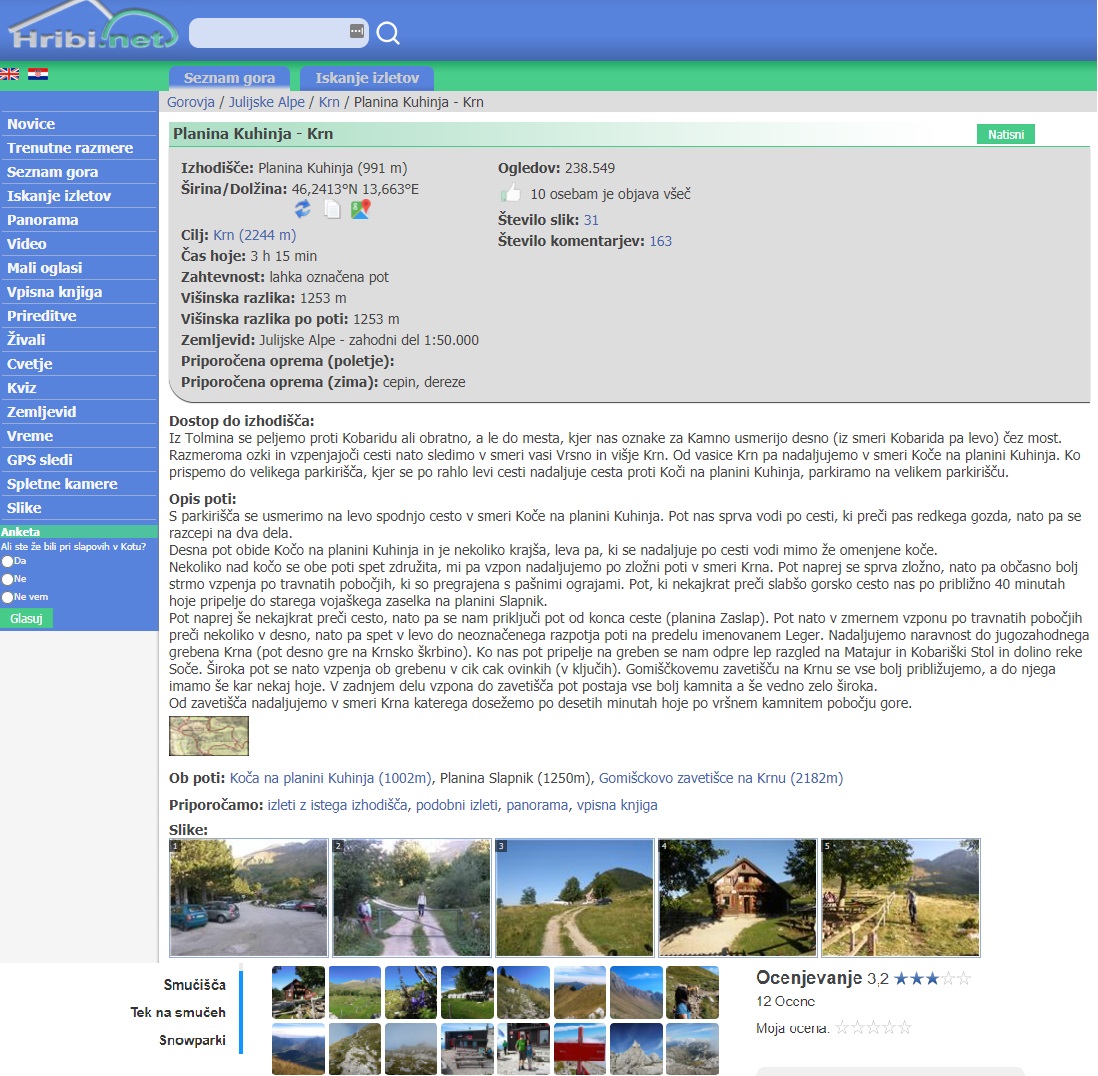 Hribi.net
Seznam gora
Iskanje izletov
Gorovja / Julijske Alpe / Krn / Planina Kuhinja - Krn
Novice
Trenutne razmere
Seznam gora
Iskanje izletov
Panorama
Video
Mali oglasi
Vpisna knjiga
Prireditve
Živali
Cvetje
Kviz
Zemljevid
Vreme
GPS sledi
Spletne kamere
Slike
Anketa
Ali ste že bili pri slapovih v Kotu?
Da
Ne
Ne vem
Glasuj
Planina Kuhinja - Krn
Natisni
Izhodišče: Planina Kuhinja (991 m)
Širina/Dolžina: 46,2413°N 13,663°E
Cilj: Krn (2244 m)
Čas hoje: 3 h 15 min
Zahtevnost: lahka označena pot
Višinska razlika: 1253 m
Višinska razlika po poti: 1253 m
Zemljevid: Julijske Alpe - zahodni del 1:50.000
Priporočena oprema (poletje):
Priporočena oprema (zima): cepin, dereze
Ogledov: 238.549
10 osebam je objava všeč
Število slik: 31
Število komentarjev: 163
Dostop do izhodišča:
Iz Tolmina se peljemo proti Kobaridu ali obratno, a le do mesta, kjer nas oznake za Kamno usmerijo desno (iz smeri Kobarida pa levo) čez most.
Razmeroma ozki in vzpenjajoči cesti nato sledimo v smeri vasi Vrsno in višje Krn. Od vasice Krn pa nadaljujemo v smeri Koče na planini Kuhinja. Ko
prispemo do velikega parkirišča, kjer se po rahlo levi cesti nadaljuje cesta proti Koči na planini Kuhinja, parkiramo na velikem parkirišču.
Opis poti:
S parkirišča se usmerimo na levo spodnjo cesto v smeri Koče na planini Kuhinja. Pot nas sprva vodi po cesti, ki preči pas redkega gozda, nato pa se
razcepi na dva dela.
Desna pot obide Kočo na planini Kuhinja in je nekoliko krajša, leva pa, ki se nadaljuje po cesti vodi mimo že omenjene koče.
Nekoliko nad kočo se obe poti spet združita, mi pa vzpon nadaljujemo po zložni poti v smeri Krna. Pot naprej se sprva zložno, nato pa občasno bolj
strmo vzpenja po travnatih pobočjih, ki so pregrajena s pašnimi ograjami. Pot, ki nekajkrat preči slabšo gorsko cesto nas po približno 40 minutah
hoje pripelje do starega vojaškega zaselka na planini Slapnik.
Pot naprej še nekajkrat preči cesto, nato pa se nam priključi pot od konca ceste (planina Zaslap). Pot nato v zmernem vzponu po travnatih pobočjih
preči nekoliko v desno, nato pa spet v levo do neoznačenega razpotja poti na predelu imenovanem Leger. Nadaljujemo naravnost do jugozahodnega
grebena Krna (pot desno gre na Krnsko škrbino). Ko nas pot pripelje na greben se nam odpre lep razgled na Matajur in Kobariški Stol in dolino reke
Soče. Široka pot se nato vzpenja ob grebenu v cik cak ovinkih (v ključih). Gomiščkovemu zavetišču na Krnu se vse bolj približujemo, a do njega
imamo še kar nekaj hoje. V zadnjem delu vzpona do zavetišča pot postaja vse bolj kamnita a še vedno zelo široka.
Od zavetišča nadaljujemo v smeri Krna katerega dosežemo po desetih minutah hoje po vršnem kamnitem pobočju gore.
Ob poti: Koča na planini Kuhinja (1002m), Planina Slapnik (1250m), Gomišckovo zavetišce na Krnu (2182m)
Priporočamo: izleti z istega izhodišča, podobni izleti, panorama, vpisna knjiga
Slike:
1
2
3
4
5
Smučišča
Tek na smučeh
Snowparki
Ocenjevanje 3,2
12 Ocene
Moja ocena: